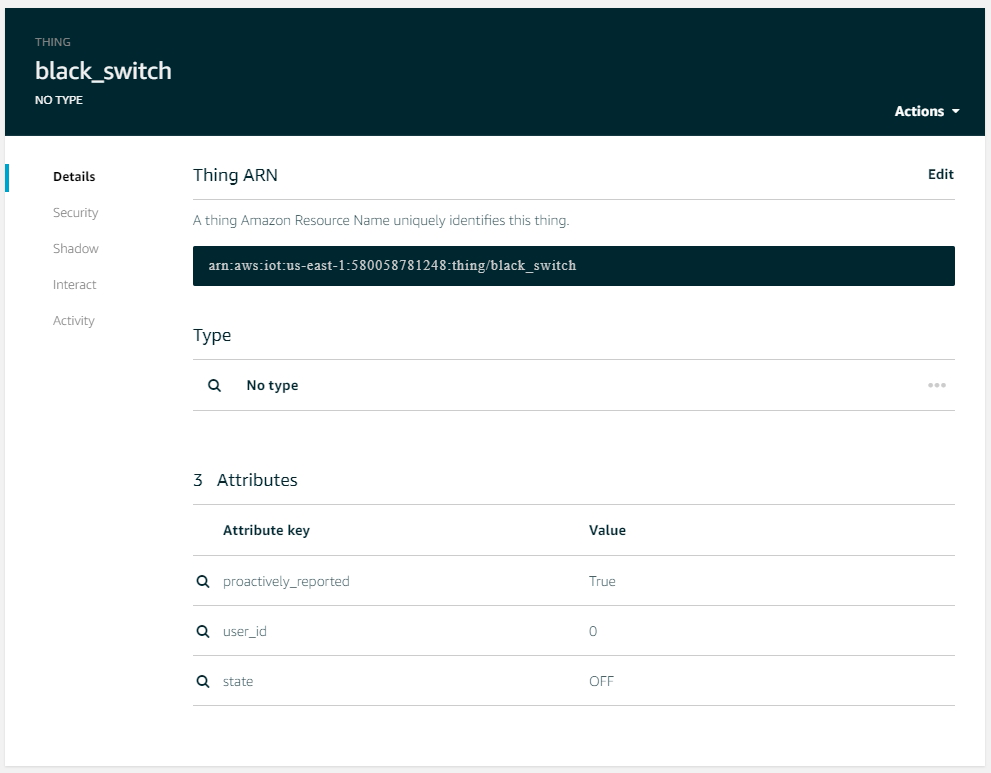 THING
black_switch
NO TYPE
Actions
Details
Security
Shadow
Interact
Activity
Thing ARN
Edit
A thing Amazon Resource Name uniquely identifies this thing.
arn:aws:iot:us-east-1:580058781248:thing/black_switch
Type
No type
3 Attributes
Attribute key Value
proactively_reported True
user_id 0
state OFF